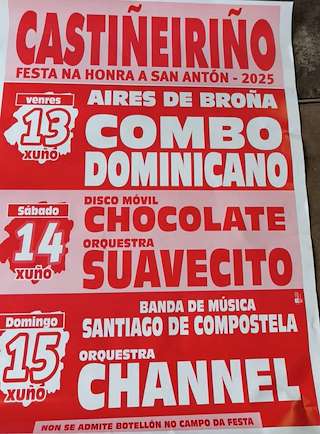 CASTIÑEIRIÑO
FESTA NA HONRA A SAN ANTÓN - 2025
venres
13
XUÑO
AIRES DE BROÑA
COMBO
DOMINICANO
Sábado
14
XUÑO
DISCO MÓVIL
CHOCOLATE
ORQUESTRA
SUAVECITO
Domingo
15
XUÑO
BANDA DE MÚSICA
SANTIAGO DE COMPOSTELA
ORQUESTRA
CHANNEL
NON SE ADMITE BOTELLÓN NO CAMPO DA FESTA